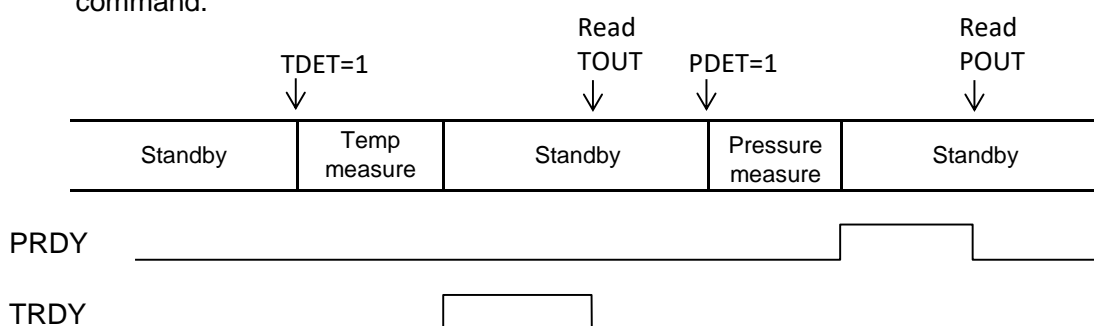 command.
Read
TOUT
Read
POUT
TDET=1
PDET=1
Standby
Temp
measure
Standby
Pressure
measure
Standby
PRDY
TRDY